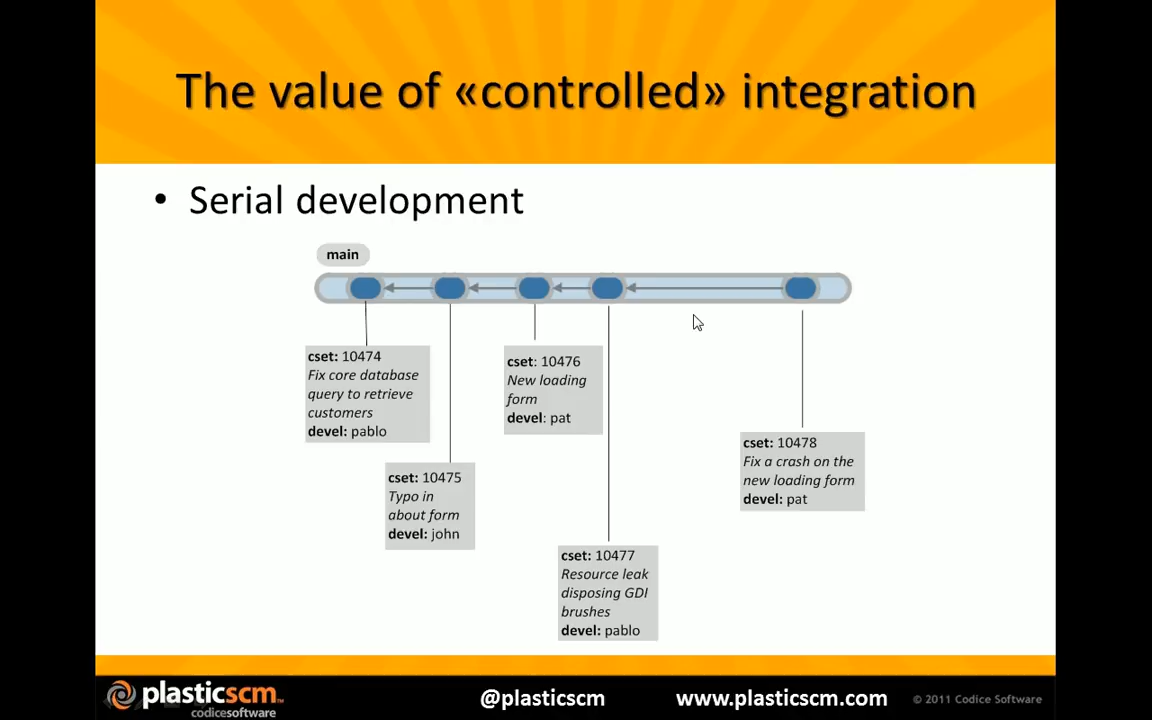 The value of «controlled» integration
• Serial development
main
cset: 10474
Fix core database
query to retrieve
customers
devel: pablo
cset: 10475
Typo in
about form
devel: john
cset: 10476
New loading
form
devel: pat
cset: 10477
Resource leak
disposing GDI
brushes
devel: pablo
cset: 10478
Fix a crash on the
new loading form
devel: pat
plasticscm™
codicesoftware
@plasticscm
www.plasticscm.com
© 2011 Codice Software